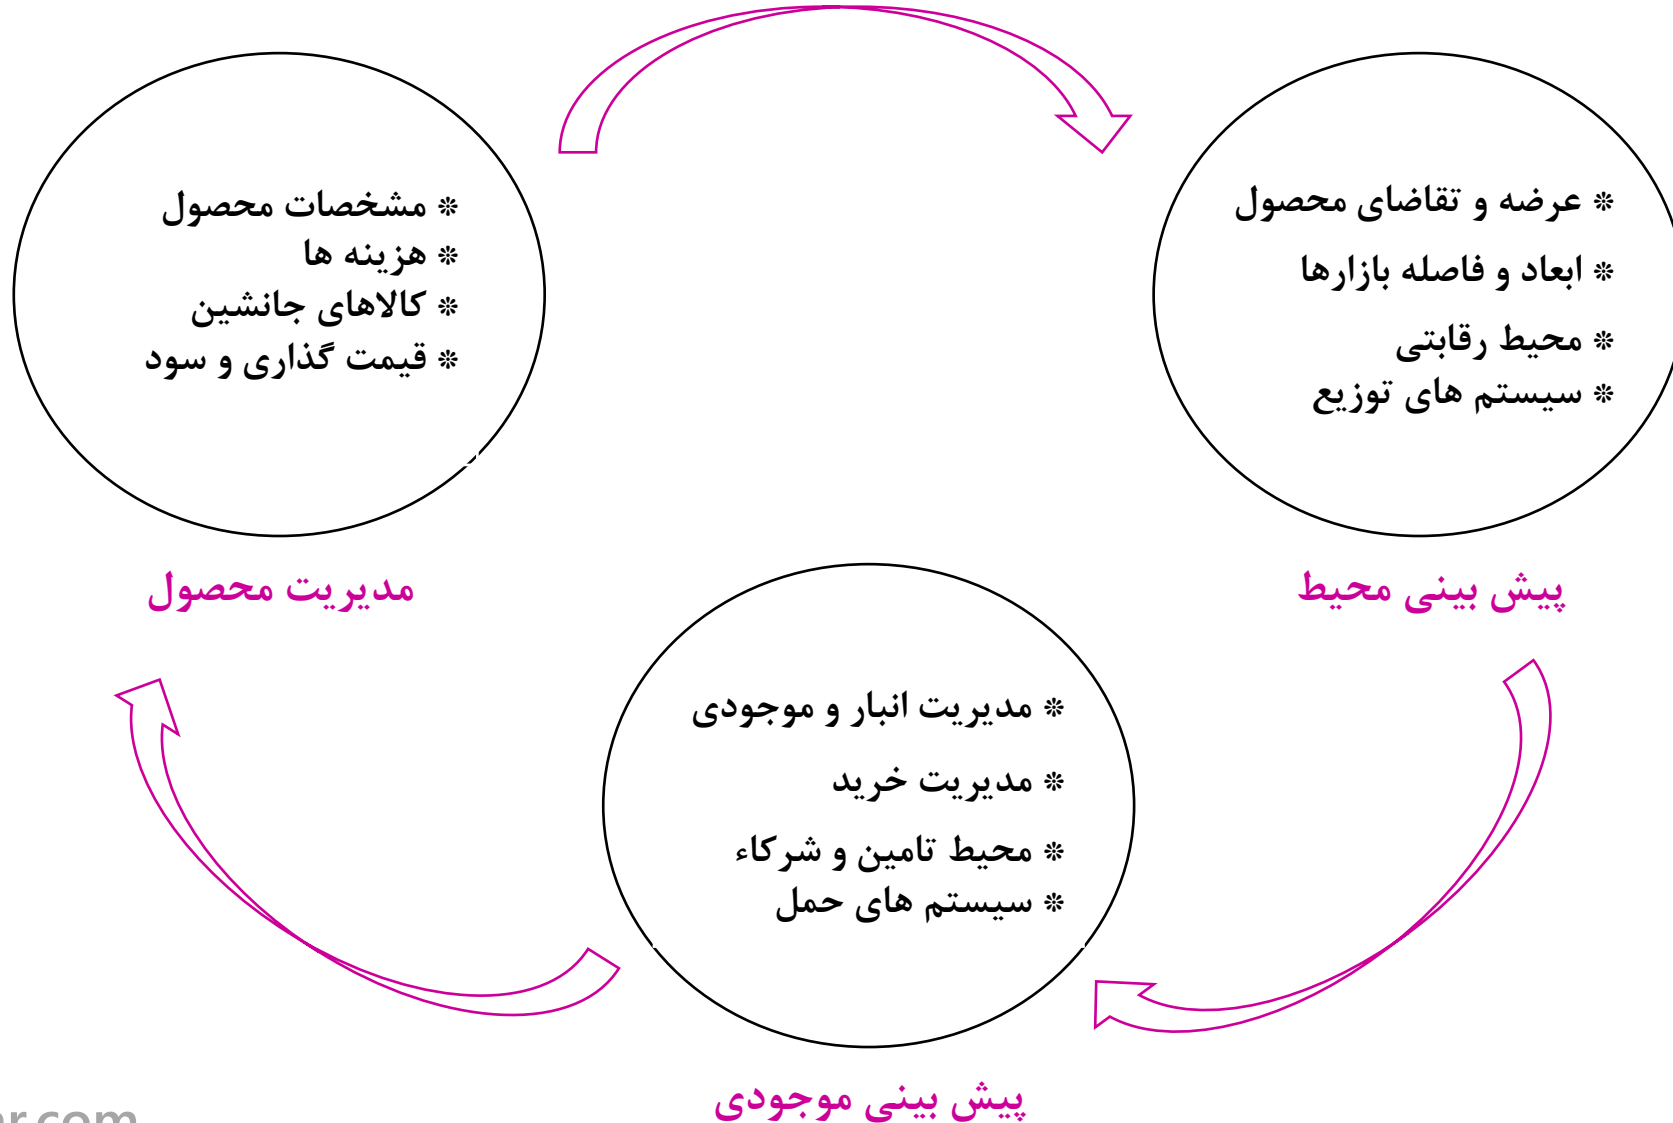 ❊ عرضه و تقاضای محصول
❊ ابعاد و فاصله بازارها
❊ محیط رقابتی
❊ سیستم های توزیع
پیش بینی محیط
❊ مشخصات محصول
❊ هزینه ها
❊ کالاهای جانشین
❊ قیمت گذاری و سود
مدیریت محصول
❊ مدیریت انبار و موجودی
❊ مدیریت خرید
❊ محیط تامین و شرکاء
❊ سیستم های حمل
پیش بینی موجودی